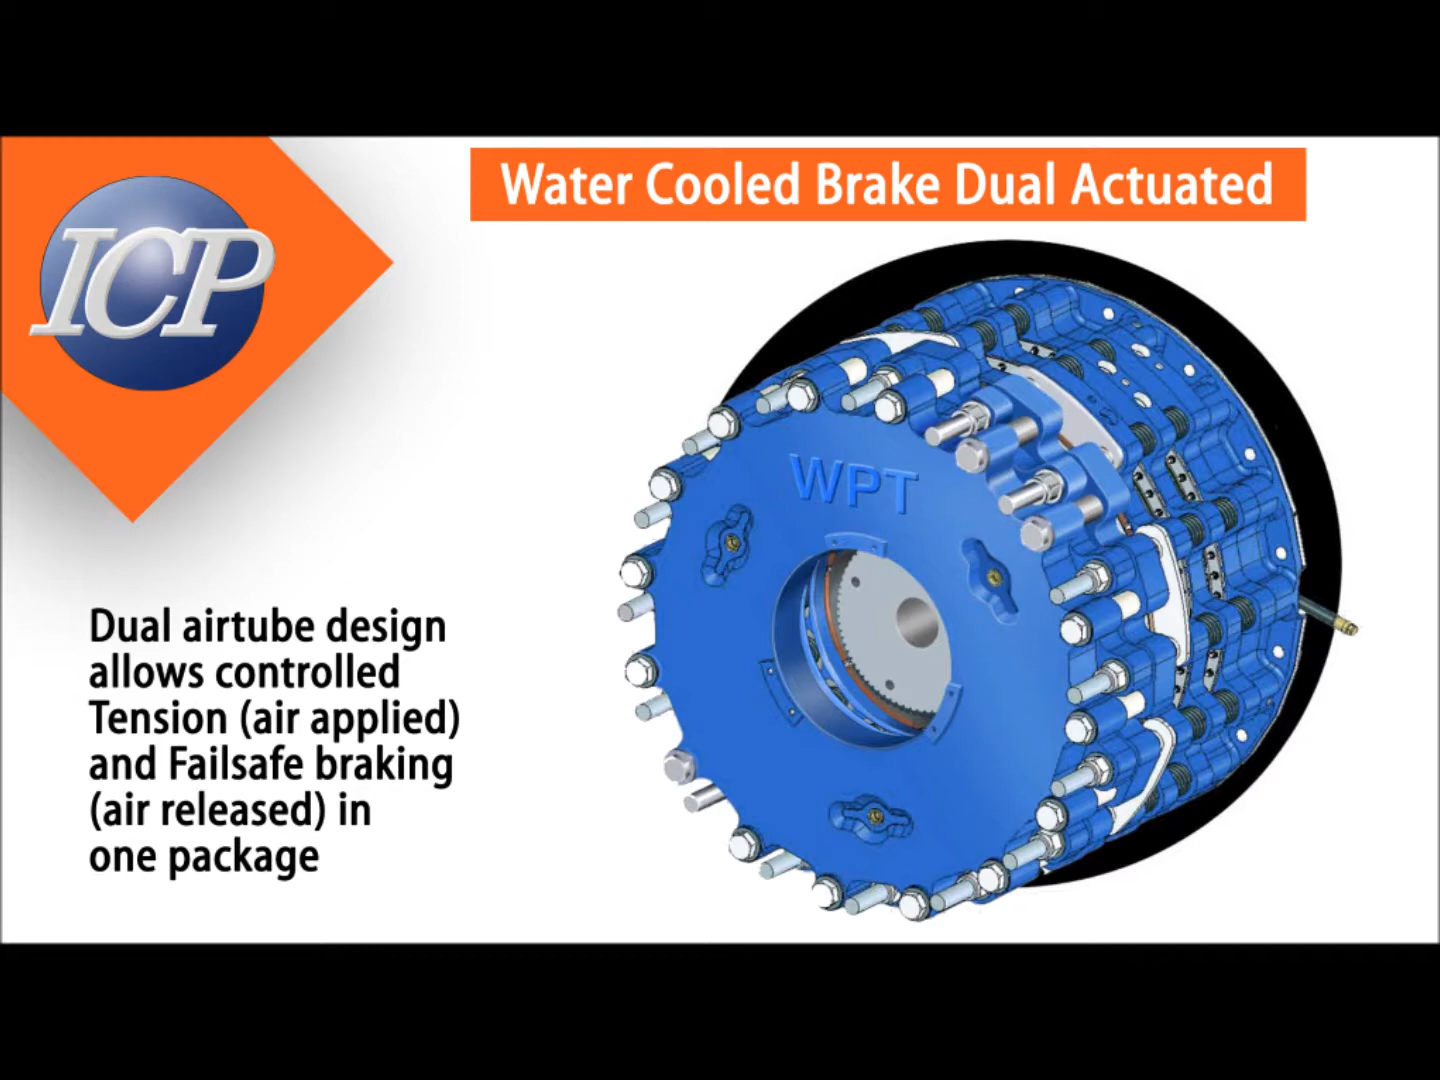 ICP
Water Cooled Brake Dual Actuated
WPT
Dual airtube design
allows controlled
Tension (air applied)
and Failsafe braking
(air released) in
one package